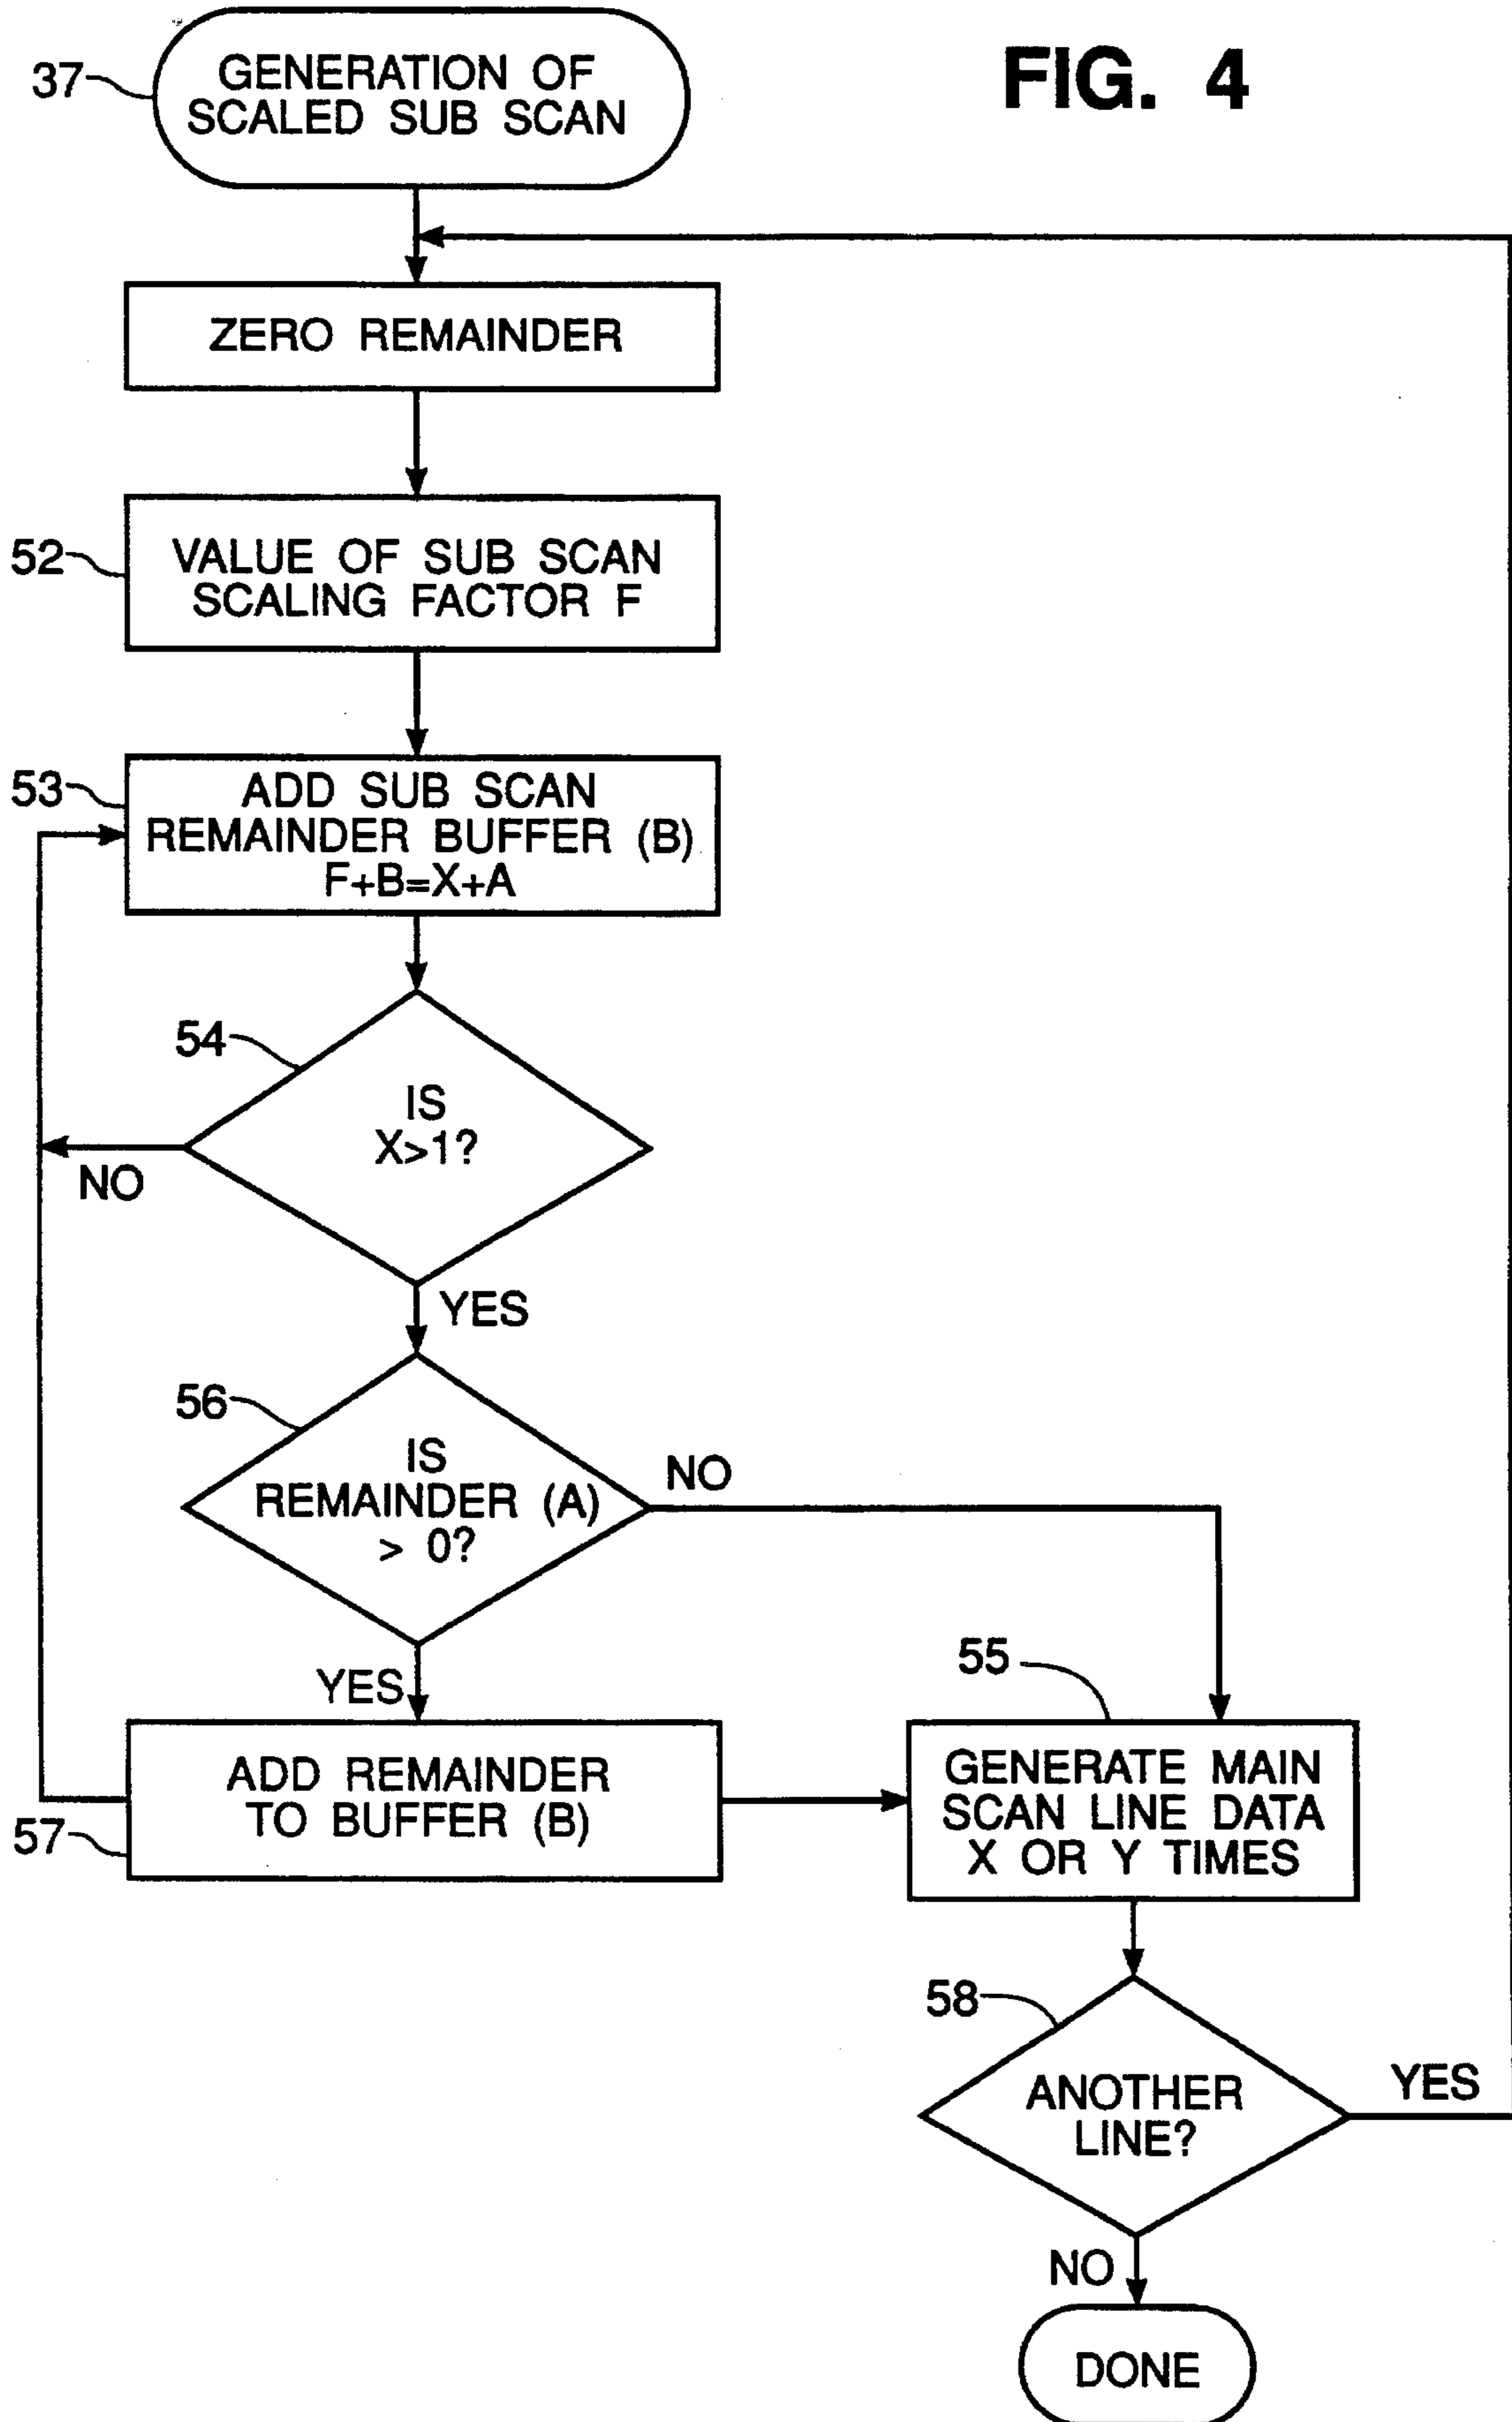 FIG. 4
37
GENERATION OF
SCALED SUB SCAN
ZERO REMAINDER
52
VALUE OF SUB SCAN
SCALING FACTOR F
53
ADD SUB SCAN
REMAINDER BUFFER (B)
F+B=X+A
54
IS
X>1?
NO
YES
56
IS
REMAINDER (A)
> 0?
NO
YES
57
ADD REMAINDER
TO BUFFER (B)
55
GENERATE MAIN
SCAN LINE DATA
X OR Y TIMES
58
ANOTHER
LINE?
YES
NO
DONE